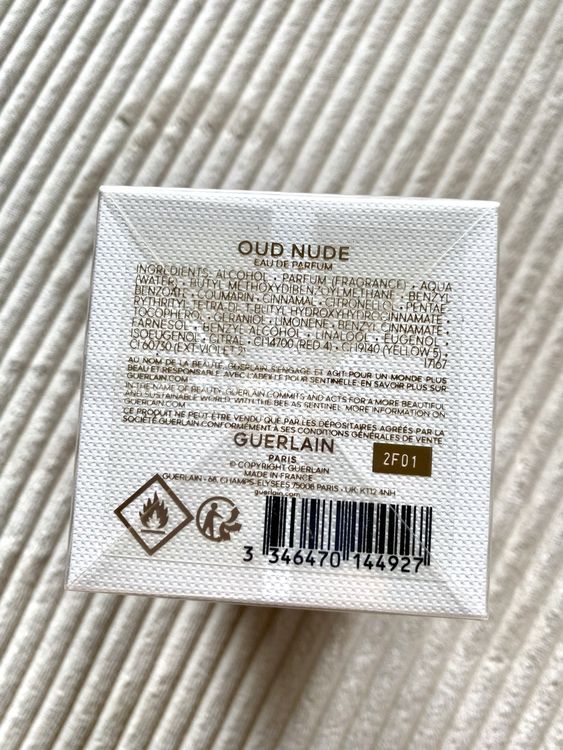 OUD NUDE
EAU DE PARFUM
INGREDIENTS: ALCOHOL • PARFUM (FRAGRANCE) • AQUA
(WATER) • BUTYL METHOXYDIBENZOYLMETHANE • BENZYL
BENZOATE • COUMARIN • CINNAMAL • CITRONELLOL • PENTAE
RYTHRITYL TETRA-DI-T-BUTYL HYDROXYHYDROCINNAMATE •
TOCOPHEROL • GERANIOL • LIMONENE • BENZYL CINNAMATE •
FARNESOL • BENZYL ALCOHOL • LINALOOL • EUGENOL •
ISOEUGENOL • CITRAL • CI 14700 (RED 4) • CI 19140 (YELLOW 5) •
CI 60730 (EXT. VIOLET 2)
17167
AU NOM DE LA BEAUTÉ, GUERLAIN S'ENGAGE ET AGIT POUR UN MONDE PLUS
BEAU ET RESPONSABLE AVEC L'ABEILLE POUR SENTINELLE. EN SAVOIR PLUS SUR
GUERLAIN.COM
IN THE NAME OF BEAUTY, GUERLAIN COMMITS AND ACTS FOR A MORE BEAUTIFUL
AND SUSTAINABLE WORLD, WITH THE BEE AS SENTINEL. MORE INFORMATION ON
GUERLAIN.COM
CE PRODUIT NE PEUT ÊTRE VENDU QUE PAR LES DÉPOSITAIRES AGRÉÉS PAR LA
SOCIÉTÉ GUERLAIN CONFORMÉMENT À SES CONDITIONS GÉNÉRALES DE VENTE
GUERLAIN
PARIS
2F01
© COPYRIGHT GUERLAIN
MADE IN FRANCE
GUERLAIN • 68, CHAMPS-ELYSEES 75008 PARIS • UK: KT12 4NH
guerlain.com
3 346470 144927